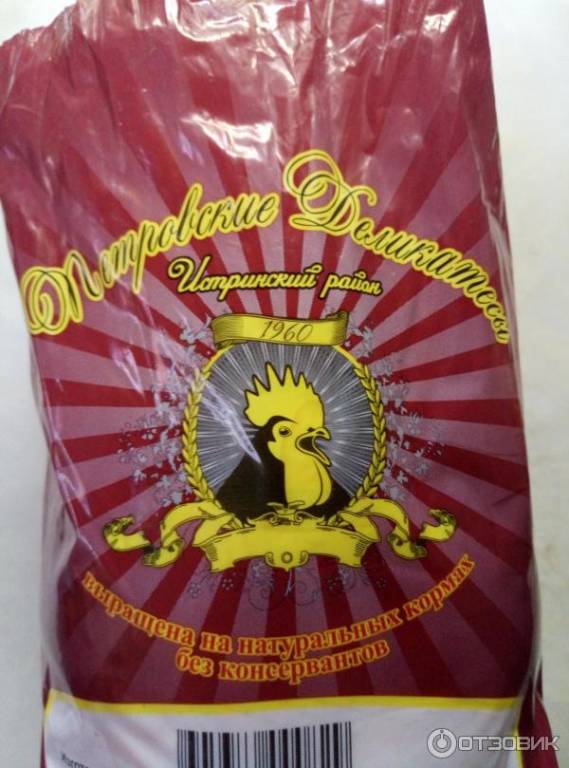 Петровские Деликатесы
Истринский район
1960
выращена на натуральных кормах
без консервантов
ОТЗОВИК